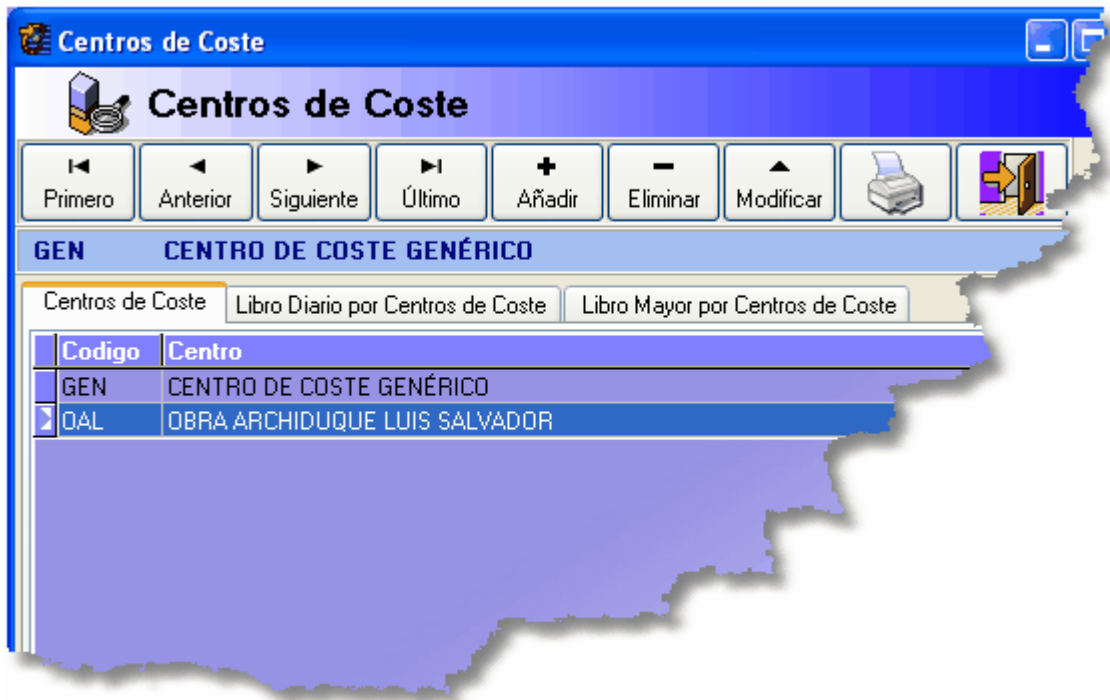 Centros de Coste
Centros de Coste
Primero Anterior Siguiente Último Añadir Eliminar Modificar
GEN CENTRO DE COSTE GENÉRICO
Centros de Coste Libro Diario por Centros de Coste Libro Mayor por Centros de Coste
Codigo Centro
GEN CENTRO DE COSTE GENÉRICO
OAL OBRA ARCHIDUQUE LUIS SALVADOR